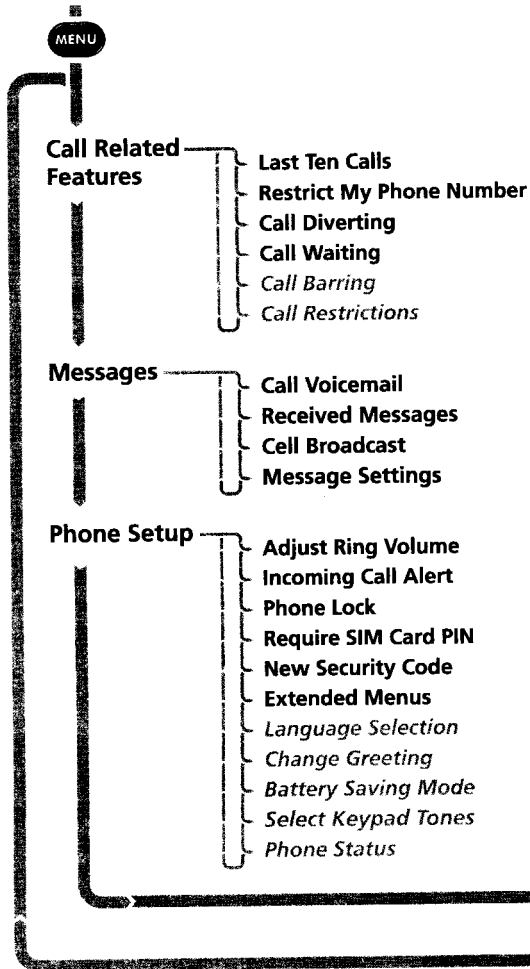 MENU
Call Related
Features
Last Ten Calls
Restrict My Phone Number
Call Diverting
Call Waiting
Call Barring
Call Restrictions
Messages
Call Voicemail
Received Messages
Cell Broadcast
Message Settings
Phone Setup
Adjust Ring Volume
Incoming Call Alert
Phone Lock
Require SIM Card PIN
New Security Code
Extended Menus
Language Selection
Change Greeting
Battery Saving Mode
Select Keypad Tones
Phone Status